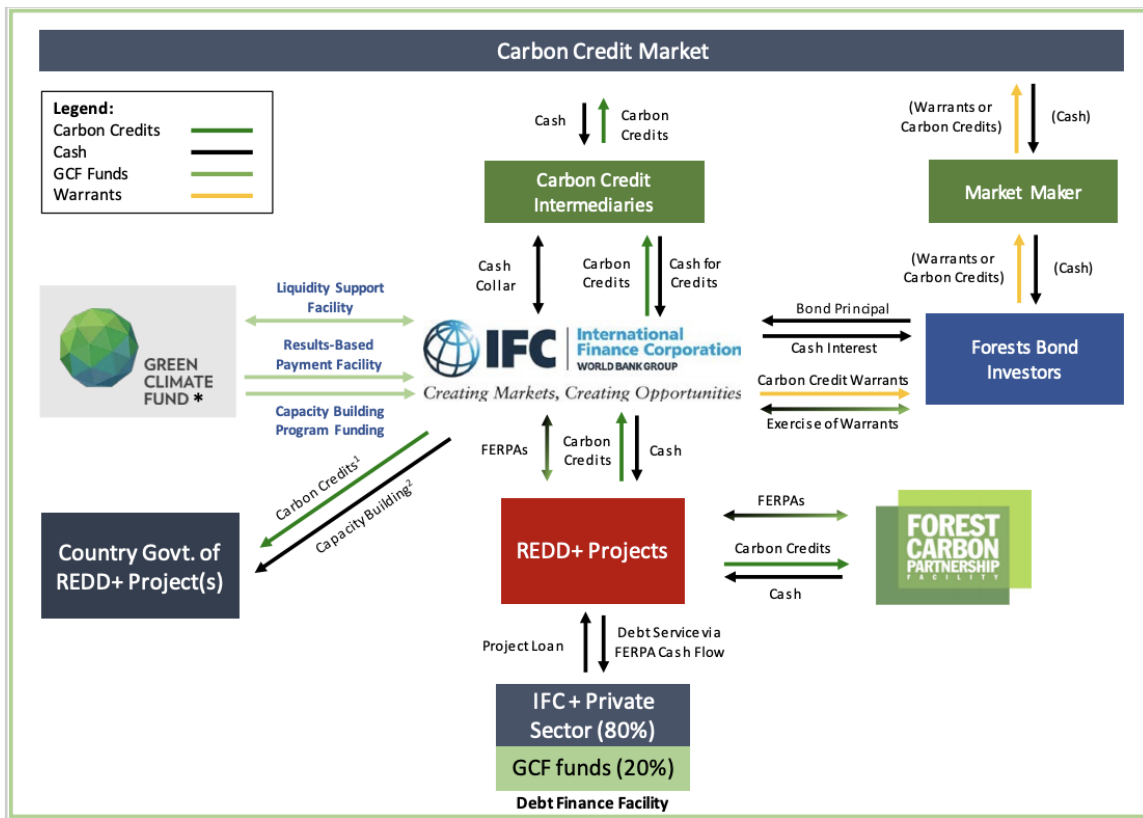 Carbon Credit Market
Legend:
Carbon Credits
Cash
GCF Funds
Warrants
Cash
Carbon
Credits
(Warrants or
Carbon Credits)
(Cash)
Carbon Credit
Intermediaries
Market Maker
Cash
Collar
Carbon
Credits
Cash for
Credits
(Warrants or
Carbon Credits)
(Cash)
GREEN
CLIMATE
FUND *
Liquidity Support
Facility
Results-Based
Payment Facility
Capacity Building
Program Funding
IFC
International
Finance Corporation
WORLD BANK GROUP
Creating Markets, Creating Opportunities
Bond Principal
Cash Interest
Carbon Credit Warrants
Exercise of Warrants
Forests Bond
Investors
Carbon Credits¹
Capacity Building²
FERPAs
Carbon
Credits
Cash
Country Govt. of
REDD+ Project(s)
REDD+ Projects
FERPAs
Carbon Credits
Cash
FOREST
CARBON
PARTNERSHIP
FACILITY
Project Loan
Debt Service via
FERPA Cash Flow
IFC + Private
Sector (80%)
GCF funds (20%)
Debt Finance Facility